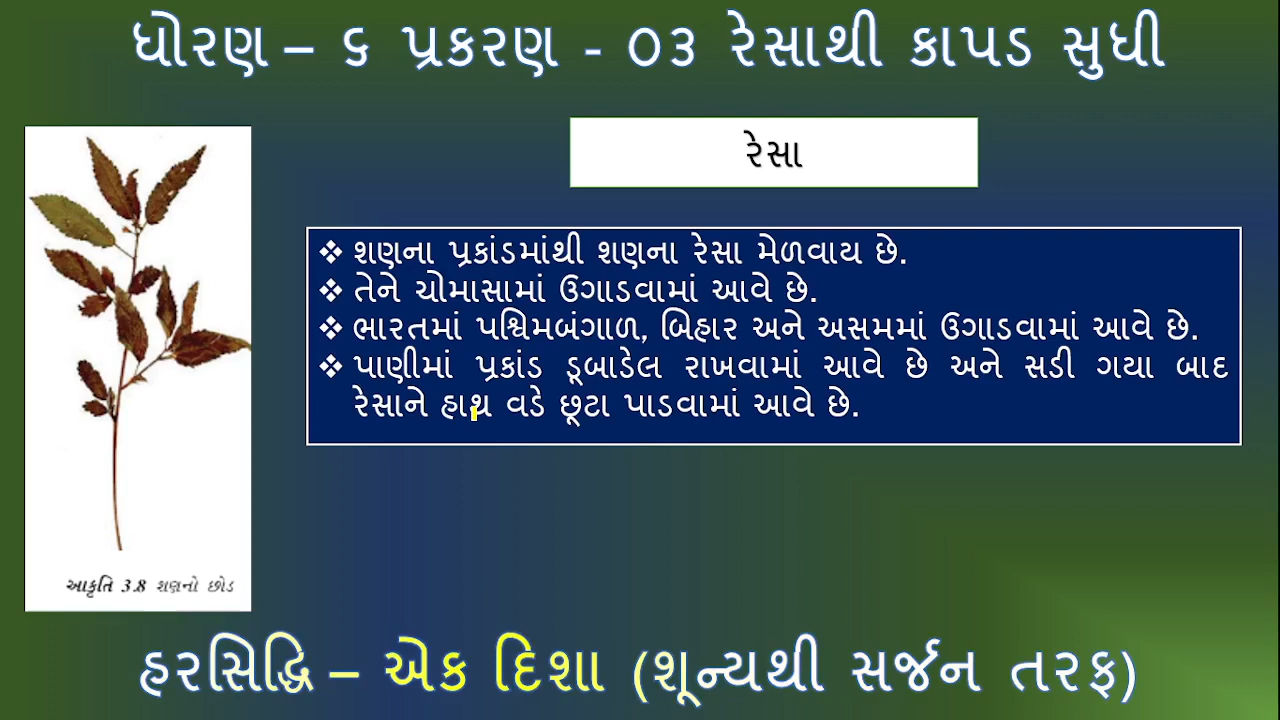 ધોરણ – ૬ પ્રકરણ - ૦૩ રેસાથી કાપડ સુધી
રેસા
❖ શણના પ્રકાંડમાંથી શણના રેસા મેળવાય છે.
❖ તેને ચોમાસામાં ઉગાડવામાં આવે છે.
❖ ભારતમાં પશ્ચિમબંગાળ, બિહાર અને અસમમાં ઉગાડવામાં આવે છે.
❖ પાણીમાં પ્રકાંડ ડૂબાડેલ રાખવામાં આવે છે અને સડી ગયા બાદ
રેસાને હાથ વડે છૂટા પાડવામાં આવે છે.
આકૃતિ 3.8 શણનો છોડ
હરસિદ્ધિ – એક દિશા (શૂન્યથી સર્જન તરફ)